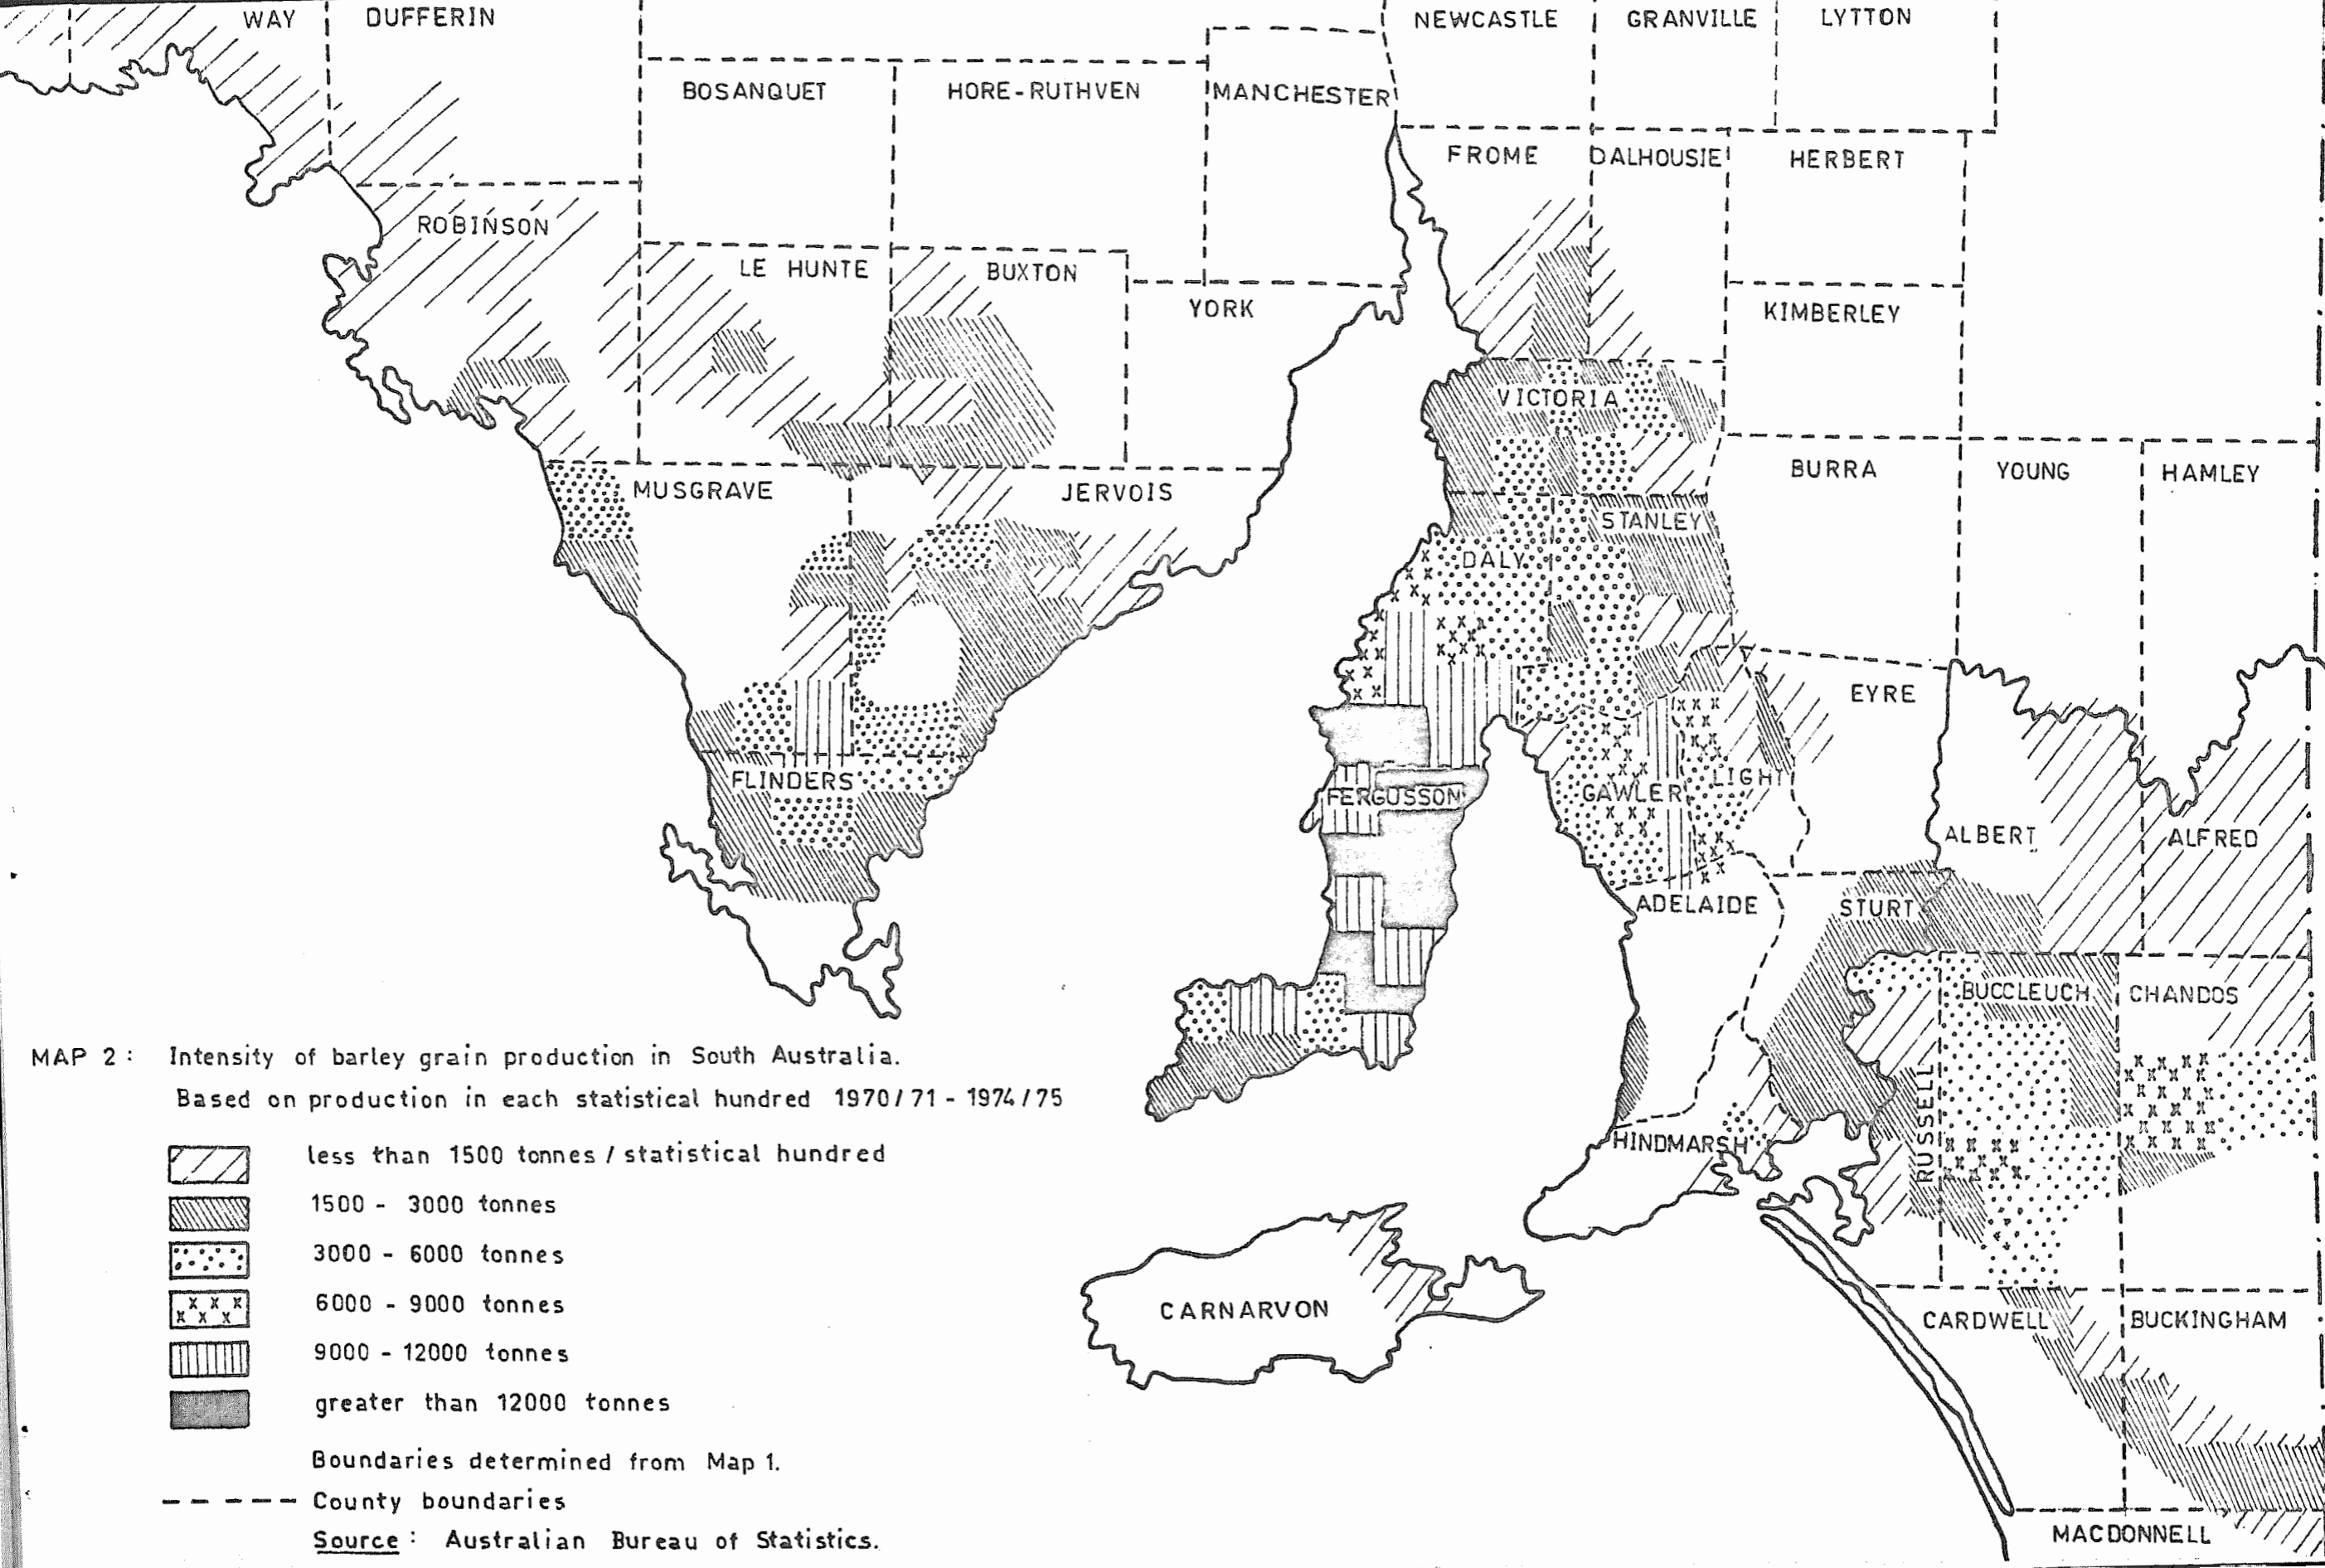 WAY DUFFERIN NEWCASTLE GRANVILLE LYTTON
BOSANQUET HORE-RUTHVEN MANCHESTER
FROME DALHOUSIE HERBERT
ROBINSON
LE HUNTE BUXTON
YORK KIMBERLEY
VICTORIA
MUSGRAVE JERVOIS BURRA YOUNG HAMLEY
STANLEY
DALY
EYRE
FLINDERS LIGHT
FERGUSSON GAWLER
ALBERT ALFRED
ADELAIDE STURT
BUCCLEUCH CHANDOS
MAP 2: Intensity of barley grain production in South Australia.
Based on production in each statistical hundred 1970/71 - 1974/75
RUSSELL
HINDMARSH
less than 1500 tonnes / statistical hundred
1500 - 3000 tonnes
3000 - 6000 tonnes
6000 - 9000 tonnes
CARNARVON CARDWELL BUCKINGHAM
9000 - 12000 tonnes
greater than 12000 tonnes
Boundaries determined from Map 1.
County boundaries
Source: Australian Bureau of Statistics.
MACDONNELL